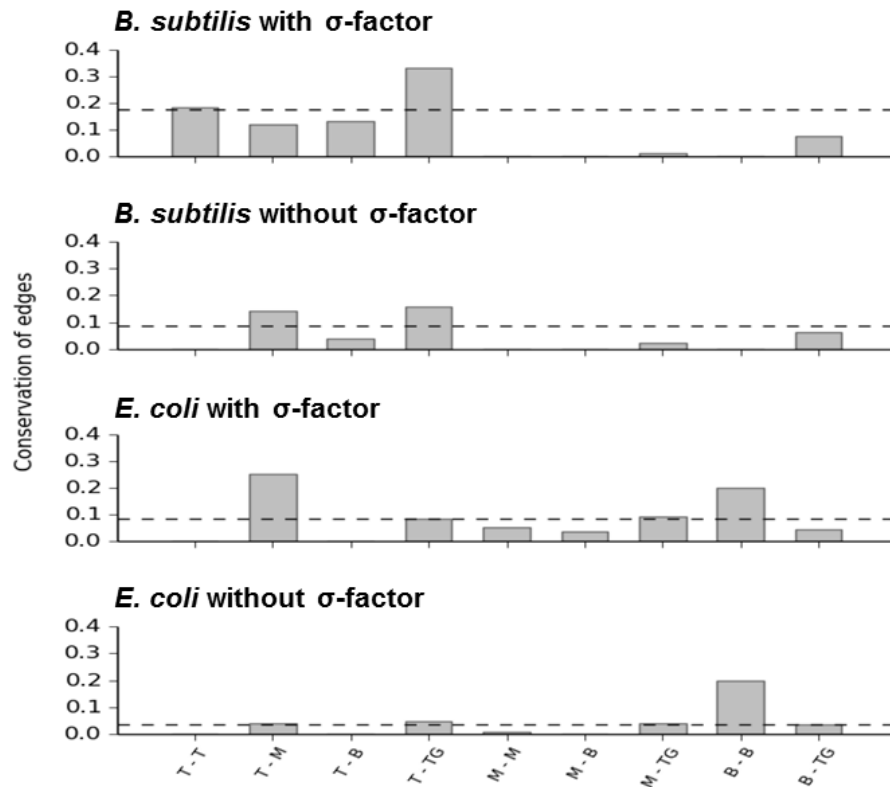 B. subtilis with σ-factor
0.4
0.3
0.2
0.1
0.0
B. subtilis without σ-factor
0.4
0.3
0.2
0.1
0.0
Conservation of edges
E. coli with σ-factor
0.4
0.3
0.2
0.1
0.0
E. coli without σ-factor
0.4
0.3
0.2
0.1
0.0
T - T
T - M
T - B
T - TG
M - M
M - B
M - TG
B - B
B - TG